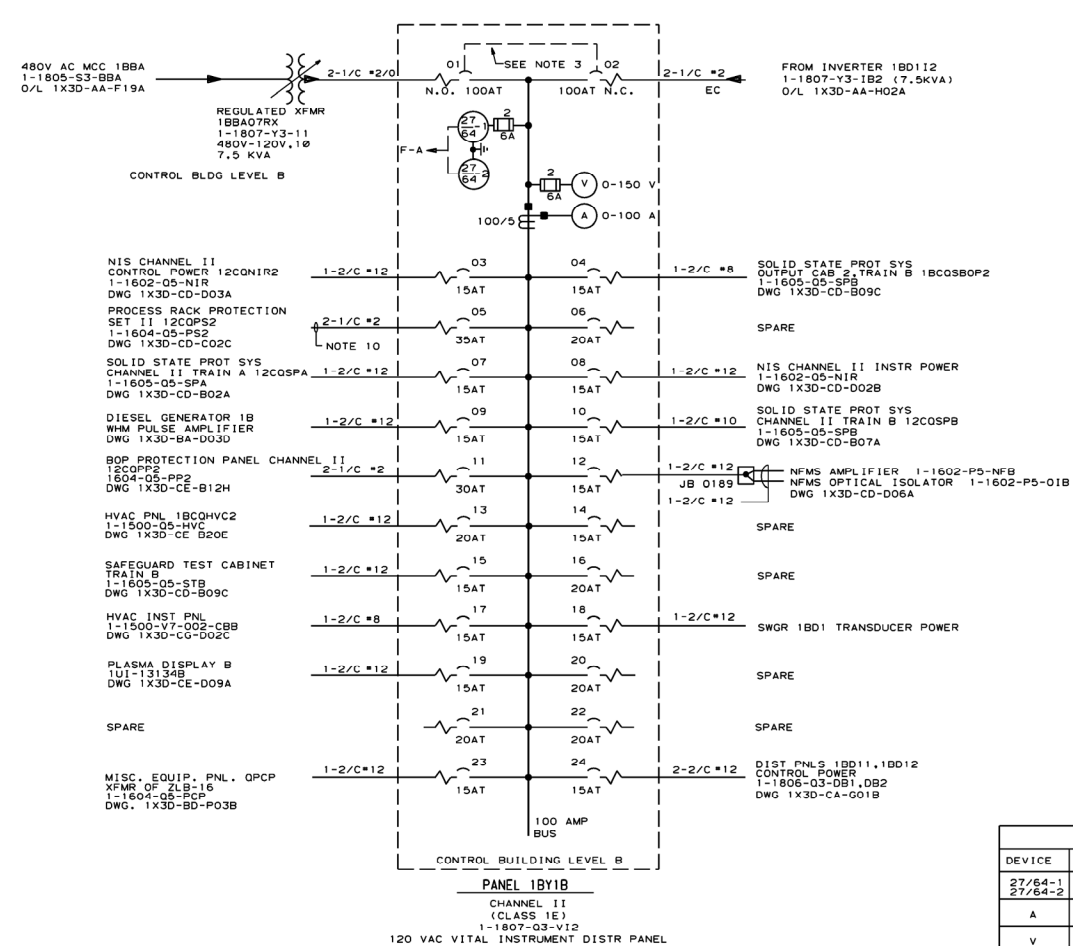 480V AC MCC 1BBA
1-1805-S3-BBA
O/L 1X3D-AA-F19A
2-1/C #2/0
REGULATED XFMR
1BBA07RX
1-1807-Y3-11
480V-120V,1Ø
7.5 KVA
CONTROL BLDG LEVEL B
01
N.O. 100AT
SEE NOTE 3
02
100AT N.C.
2-1/C #2
EC
FROM INVERTER 1BD1I2
1-1807-Y3-IB2 (7.5KVA)
O/L 1X3D-AA-H02A
27
64
-1
2
6A
F-A
27
64
2
2
6A
V
0-150 V
100/5
A
0-100 A
NIS CHANNEL II
CONTROL POWER 12CQNIR2
1-1602-Q5-NIR
DWG 1X3D-CD-D03A
1-2/C #12
03
15AT
04
15AT
1-2/C #8
SOLID STATE PROT SYS
OUTPUT CAB 2,TRAIN B 1BCQSBOP2
1-1605-Q5-SPB
DWG 1X3D-CD-B09C
PROCESS RACK PROTECTION
SET II 12CQPS2
1-1604-Q5-PS2
DWG 1X3D-CD-C02C
2-1/C #2
NOTE 10
05
35AT
06
20AT
SPARE
SOLID STATE PROT SYS
CHANNEL II TRAIN A 12CQSPA
1-1605-Q5-SPA
DWG 1X3D-CD-B02A
1-2/C #12
07
15AT
08
15AT
1-2/C #12
NIS CHANNEL II INSTR POWER
1-1602-Q5-NIR
DWG 1X3D-CD-D02B
DIESEL GENERATOR 1B
WHM PULSE AMPLIFIER
DWG 1X3D-BA-D03D
1-2/C #12
09
15AT
10
15AT
1-2/C #10
SOLID STATE PROT SYS
CHANNEL II TRAIN B 12CQSPB
1-1605-Q5-SPB
DWG 1X3D-CD-B07A
BOP PROTECTION PANEL CHANNEL II
12CQPP2
1604-Q5-PP2
DWG 1X3D-CE-B12H
2-1/C #2
11
30AT
12
15AT
1-2/C #12
JB 0189
1-2/C #12
NFMS AMPLIFIER 1-1602-P5-NFB
NFMS OPTICAL ISOLATOR 1-1602-P5-OIB
DWG 1X3D-CD-D06A
HVAC PNL 1BCQHVC2
1-1500-Q5-HVC
DWG 1X3D-CE B20E
1-2/C #12
13
20AT
14
15AT
SPARE
SAFEGUARD TEST CABINET
TRAIN B
1-1605-Q5-STB
DWG 1X3D-CD-B09C
1-2/C #12
15
15AT
16
20AT
SPARE
HVAC INST PNL
1-1500-V7-002-CBB
DWG 1X3D-CG-D02C
1-2/C #8
17
15AT
18
15AT
1-2/C#12
SWGR 1BD1 TRANSDUCER POWER
PLASMA DISPLAY B
1UI-13134B
DWG 1X3D-CE-D09A
1-2/C #12
19
15AT
20
20AT
SPARE
SPARE
21
20AT
22
20AT
SPARE
MISC. EQUIP. PNL. QPCP
XFMR OF ZLB-16
1-1604-Q5-PCP
DWG. 1X3D-BD-P03B
1-2/C#12
23
15AT
24
15AT
2-2/C #12
DIST PNLS 1BD11,1BD12
CONTROL POWER
1-1806-Q3-DB1,DB2
DWG 1X3D-CA-G01B
100 AMP
BUS
CONTROL BUILDING LEVEL B
PANEL 1BY1B
CHANNEL II
(CLASS 1E)
1-1807-Q3-VI2
120 VAC VITAL INSTRUMENT DISTR PANEL
DEVICE
27/64-1
27/64-2
A
V